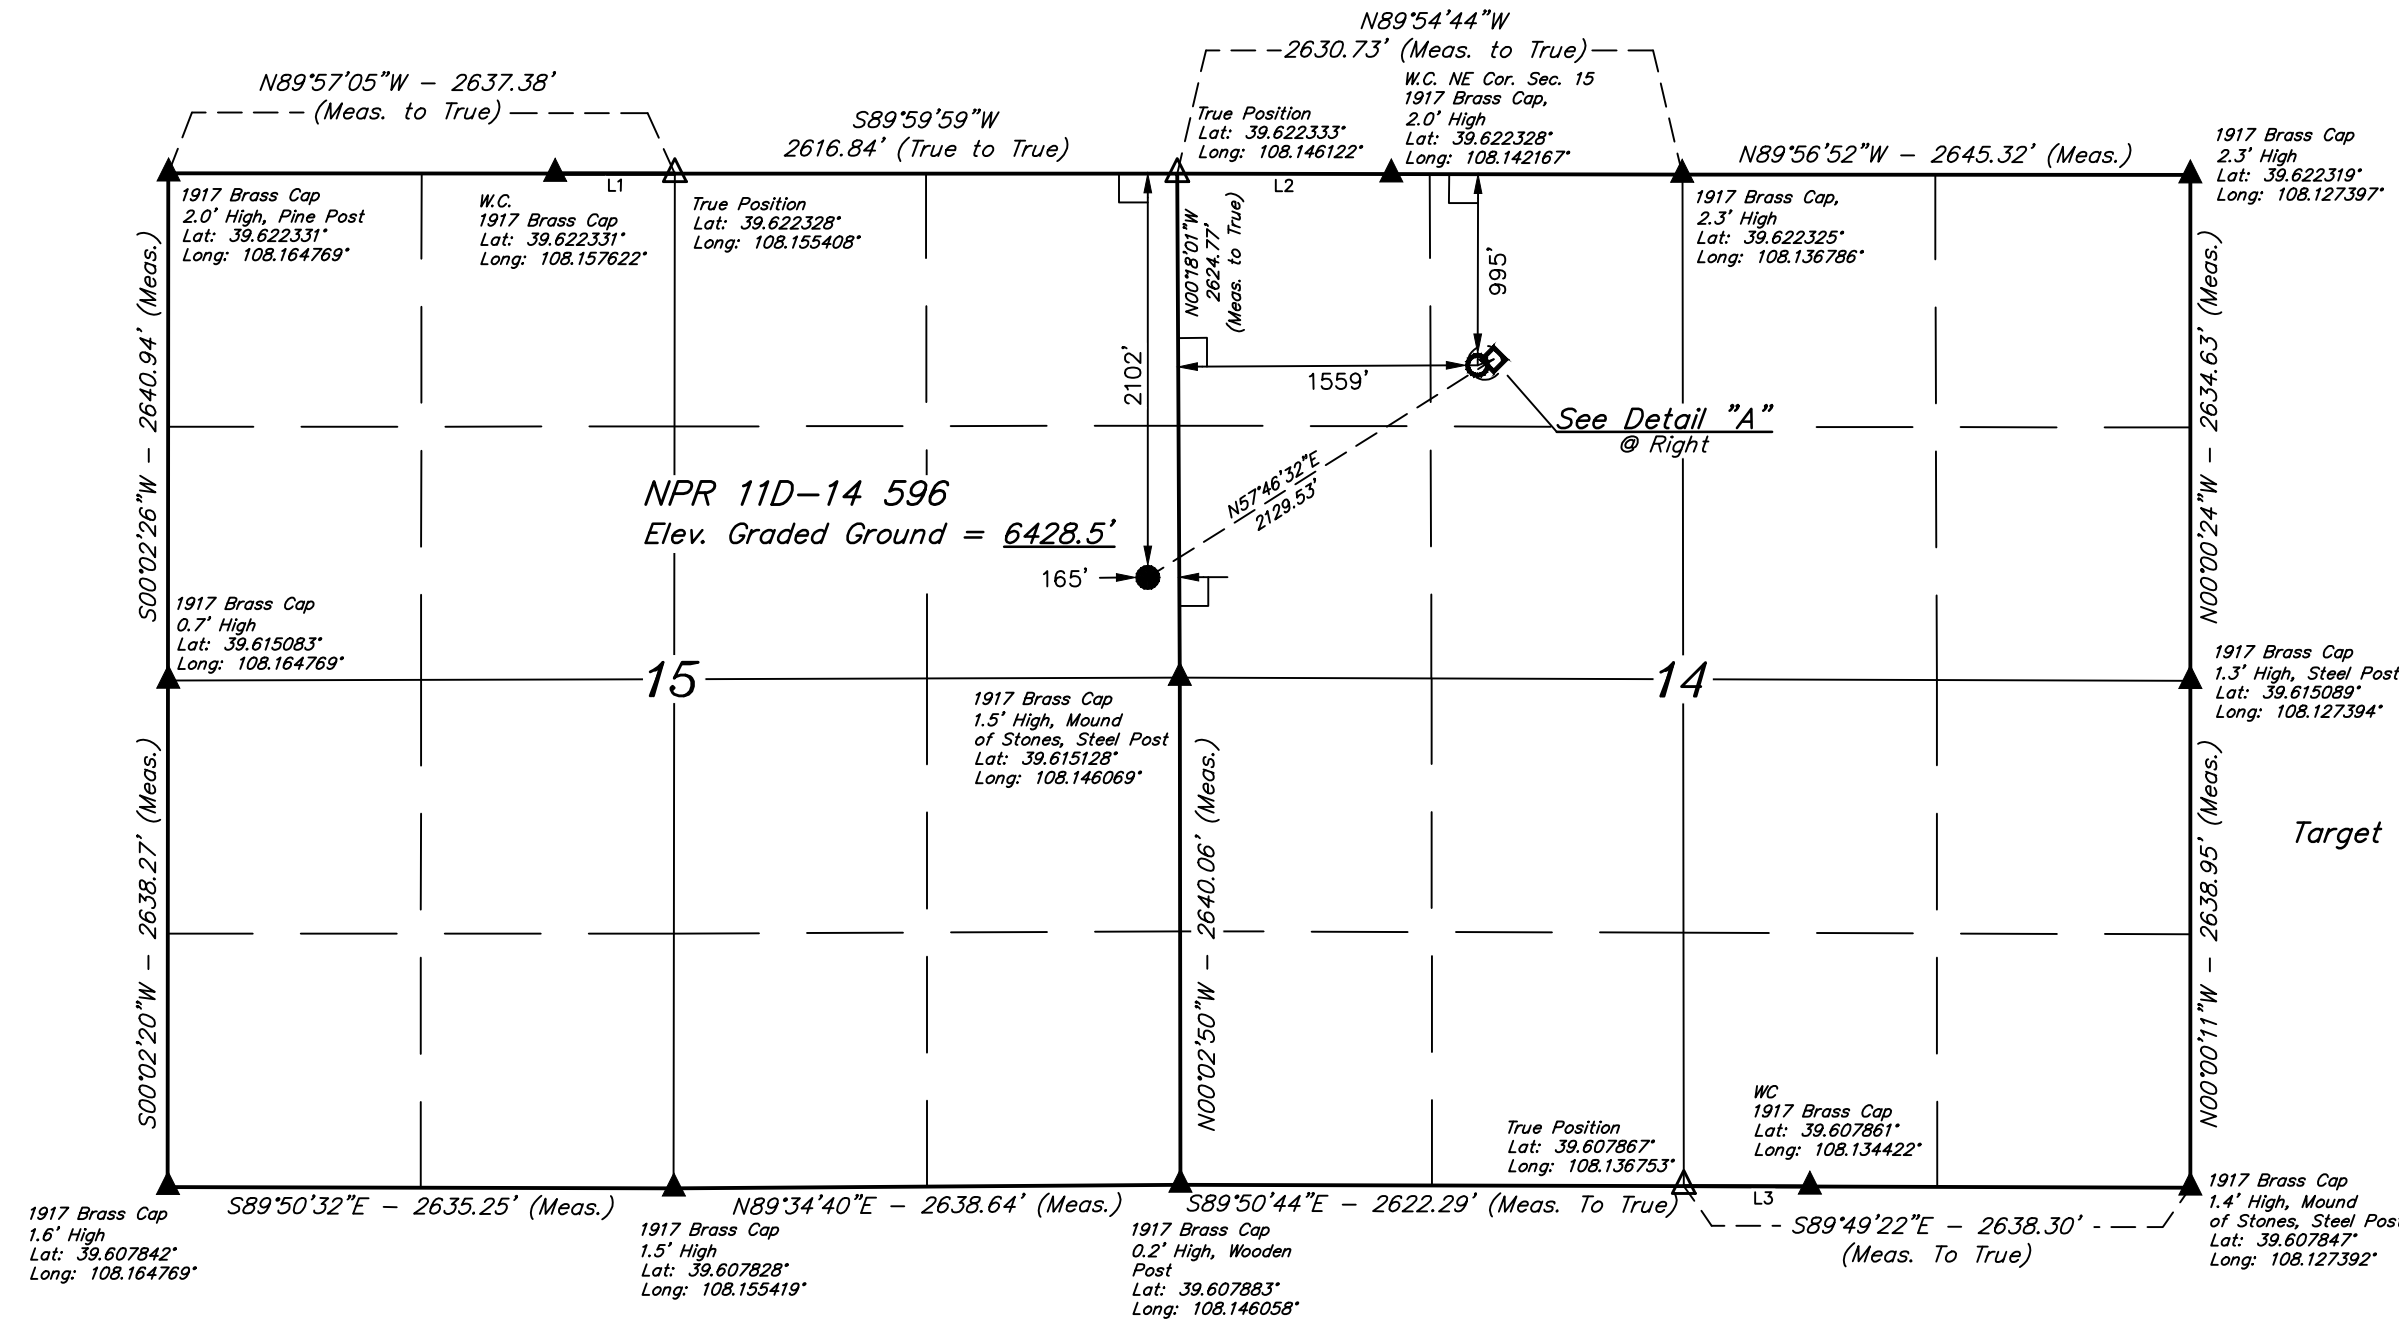 N89°54'44"W
2630.73' (Meas. to True)
N89°57'05"W - 2637.38'
(Meas. to True)
S89°59'59"W
2616.84' (True to True)
True Position
Lat: 39.622333°
Long: 108.146122°
W.C. NE Cor. Sec. 15
1917 Brass Cap,
2.0' High
Lat: 39.622328°
Long: 108.142167°
N89°56'52"W - 2645.32' (Meas.)
1917 Brass Cap
2.3' High
Lat: 39.622319°
Long: 108.127397°
1917 Brass Cap
2.0' High, Pine Post
Lat: 39.622331°
Long: 108.164769°
W.C.
1917 Brass Cap
Lat: 39.622331°
Long: 108.157622°
L1
True Position
Lat: 39.622328°
Long: 108.155408°
L2
1917 Brass Cap,
2.3' High
Lat: 39.622325°
Long: 108.136786°
S00°02'26"W - 2640.94' (Meas.)
N00°18'01"W
2624.77'
(Meas. to True)
995'
2102'
1559'
N00°00'24"W - 2634.63' (Meas.)
See Detail "A"
@ Right
N57°46'32"E
2129.53'
NPR 11D-14 596
Elev. Graded Ground = 6428.5'
165'
1917 Brass Cap
0.7' High
Lat: 39.615083°
Long: 108.164769°
15
14
1917 Brass Cap
1.5' High, Mound
of Stones, Steel Post
Lat: 39.615128°
Long: 108.146069°
1917 Brass Cap
1.3' High, Steel Post
Lat: 39.615089°
Long: 108.127394°
S00°02'20"W - 2638.27' (Meas.)
N00°02'50"W - 2640.06' (Meas.)
N00°00'11"W - 2638.95' (Meas.)
Target
WC
1917 Brass Cap
Lat: 39.607861°
Long: 108.134422°
True Position
Lat: 39.607867°
Long: 108.136753°
L3
S89°50'32"E - 2635.25' (Meas.)
N89°34'40"E - 2638.64' (Meas.)
S89°50'44"E - 2622.29' (Meas. To True)
S89°49'22"E - 2638.30'
(Meas. To True)
1917 Brass Cap
1.6' High
Lat: 39.607842°
Long: 108.164769°
1917 Brass Cap
1.5' High
Lat: 39.607828°
Long: 108.155419°
1917 Brass Cap
0.2' High, Wooden
Post
Lat: 39.607883°
Long: 108.146058°
1917 Brass Cap
1.4' High, Mound
of Stones, Steel Post
Lat: 39.607847°
Long: 108.127392°